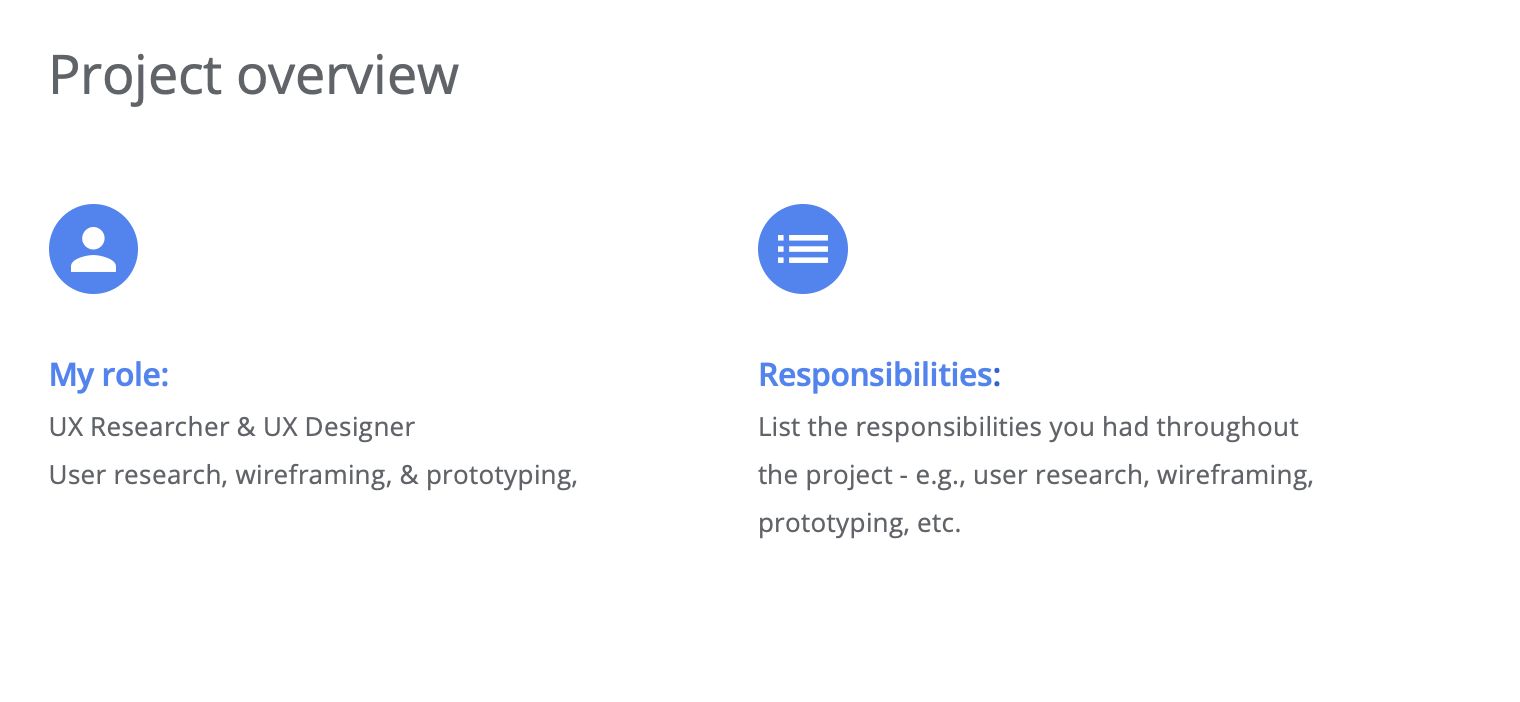 Project overview
My role:
UX Researcher & UX Designer
User research, wireframing, & prototyping,
Responsibilities:
List the responsibilities you had throughout
the project - e.g., user research, wireframing,
prototyping, etc.